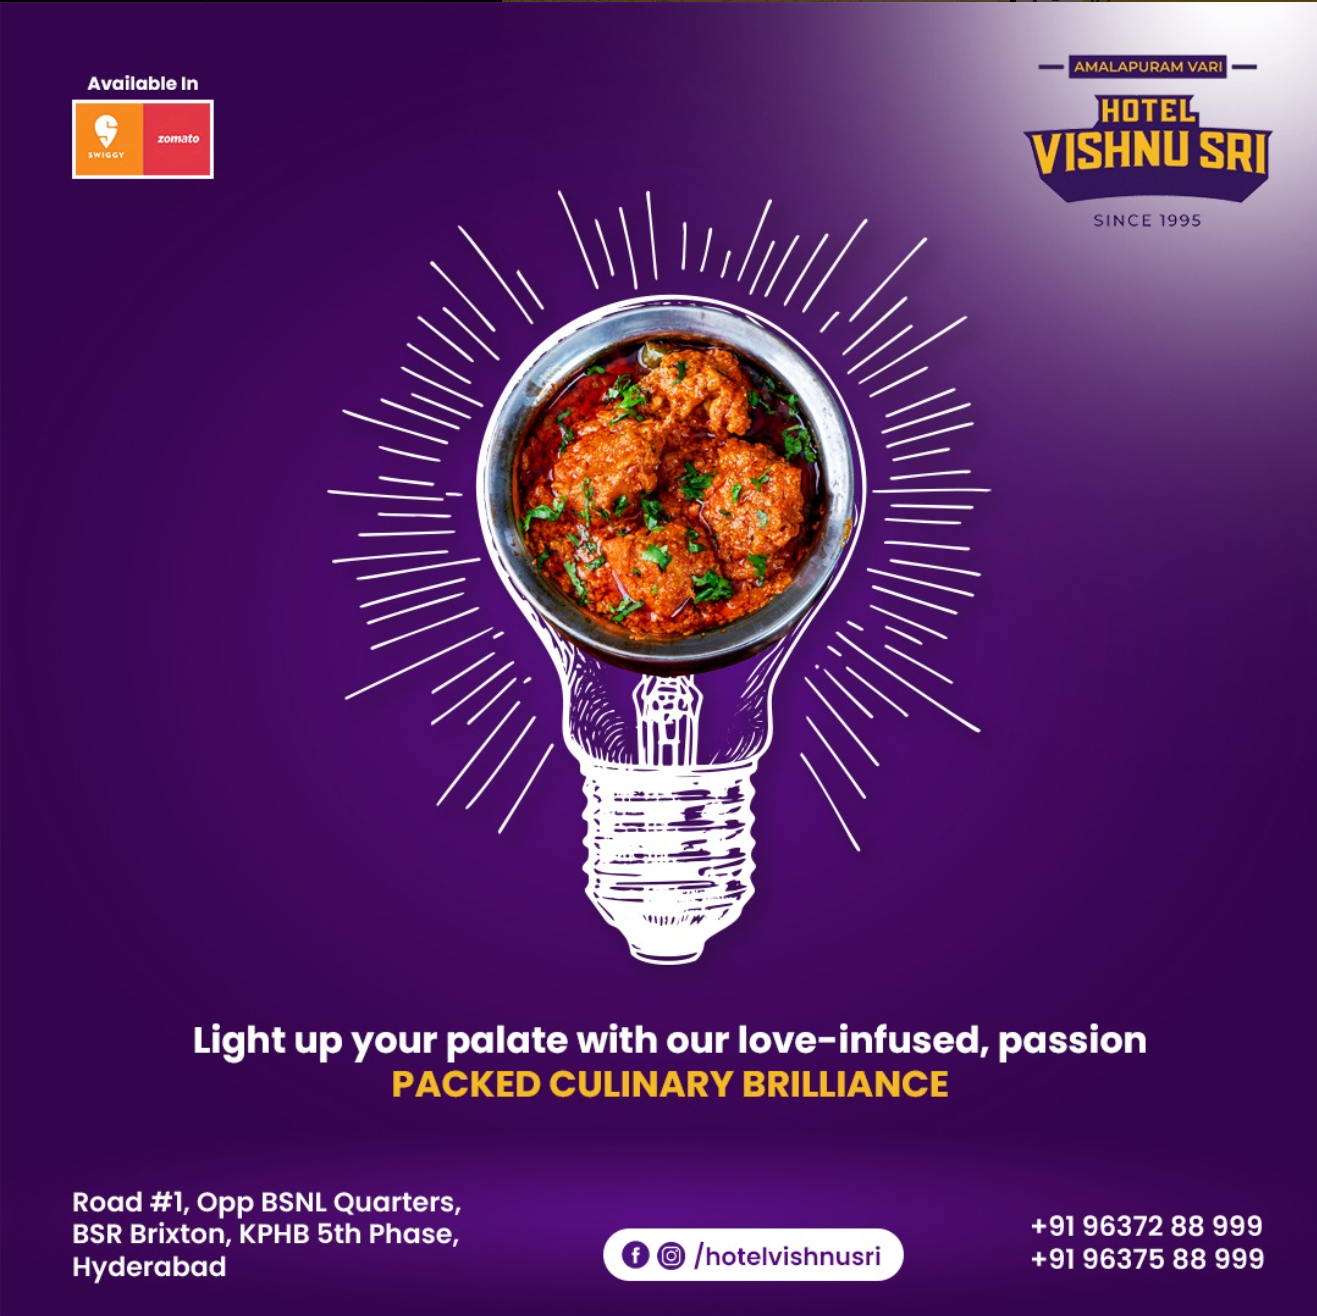 Available In
SWIGGY
zomato
AMALAPURAM VARI
HOTEL
VISHNU SRI
SINCE 1995
Light up your palate with our love-infused, passion
PACKED CULINARY BRILLIANCE
Road #1, Opp BSNL Quarters,
BSR Brixton, KPHB 5th Phase,
Hyderabad
/hotelvishnusri
+91 96372 88 999
+91 96375 88 999